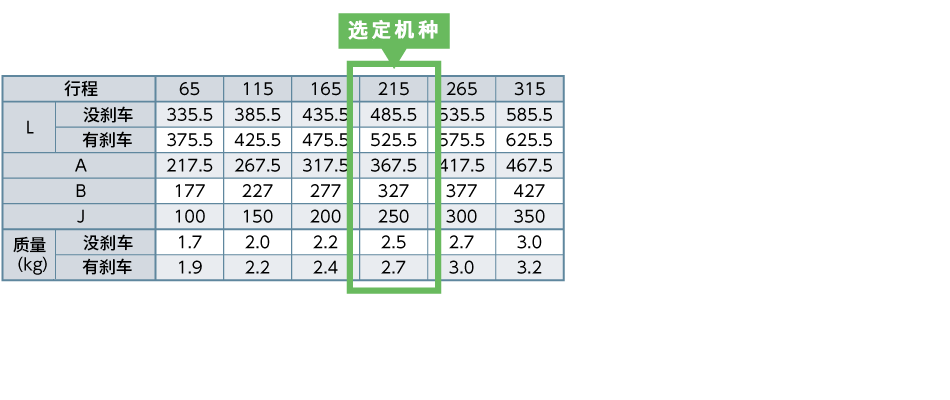 选定机种
行程 65 115 165 215 265 315
L 没刹车 335.5 385.5 435.5 485.5 535.5 585.5
有刹车 375.5 425.5 475.5 525.5 575.5 625.5
A 217.5 267.5 317.5 367.5 417.5 467.5
B 177 227 277 327 377 427
J 100 150 200 250 300 350
质量 (kg) 没刹车 1.7 2.0 2.2 2.5 2.7 3.0
有刹车 1.9 2.2 2.4 2.7 3.0 3.2